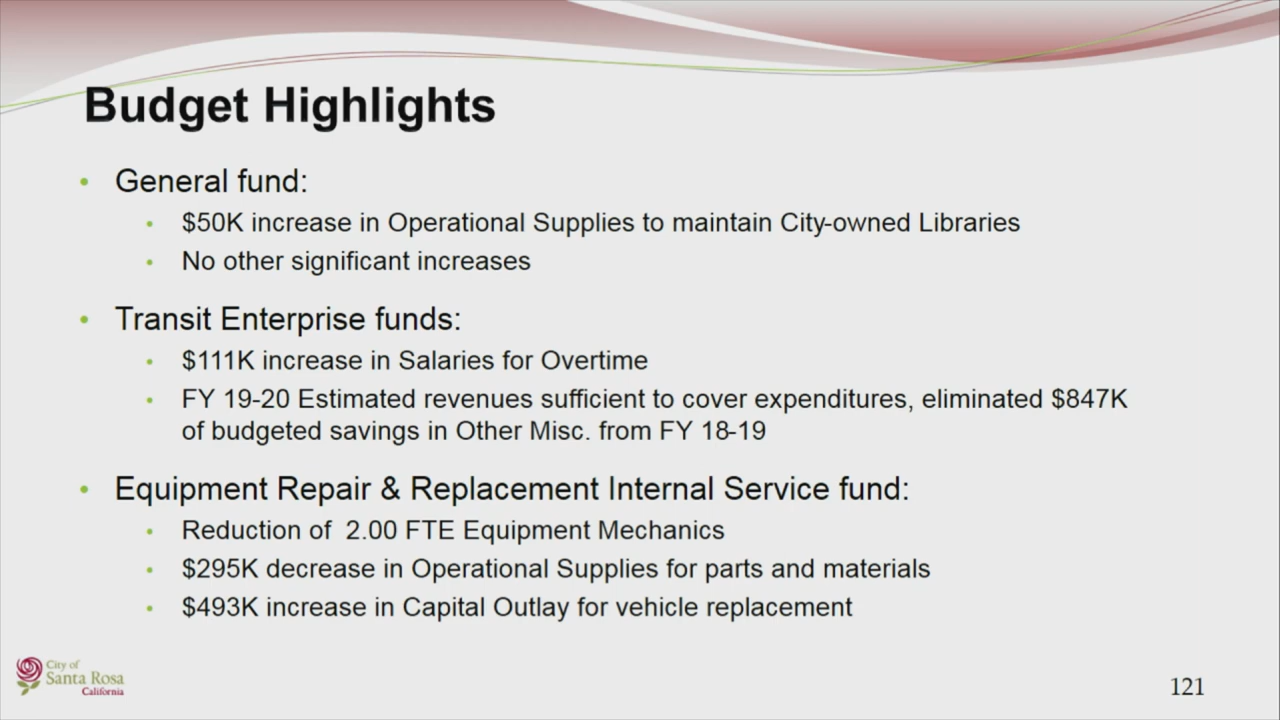 Budget Highlights
• General fund:
• $50K increase in Operational Supplies to maintain City-owned Libraries
• No other significant increases
• Transit Enterprise funds:
• $111K increase in Salaries for Overtime
• FY 19-20 Estimated revenues sufficient to cover expenditures, eliminated $847K
of budgeted savings in Other Misc. from FY 18-19
• Equipment Repair & Replacement Internal Service fund:
• Reduction of  2.00 FTE Equipment Mechanics
• $295K decrease in Operational Supplies for parts and materials
• $493K increase in Capital Outlay for vehicle replacement
City of
Santa Rosa
California
121